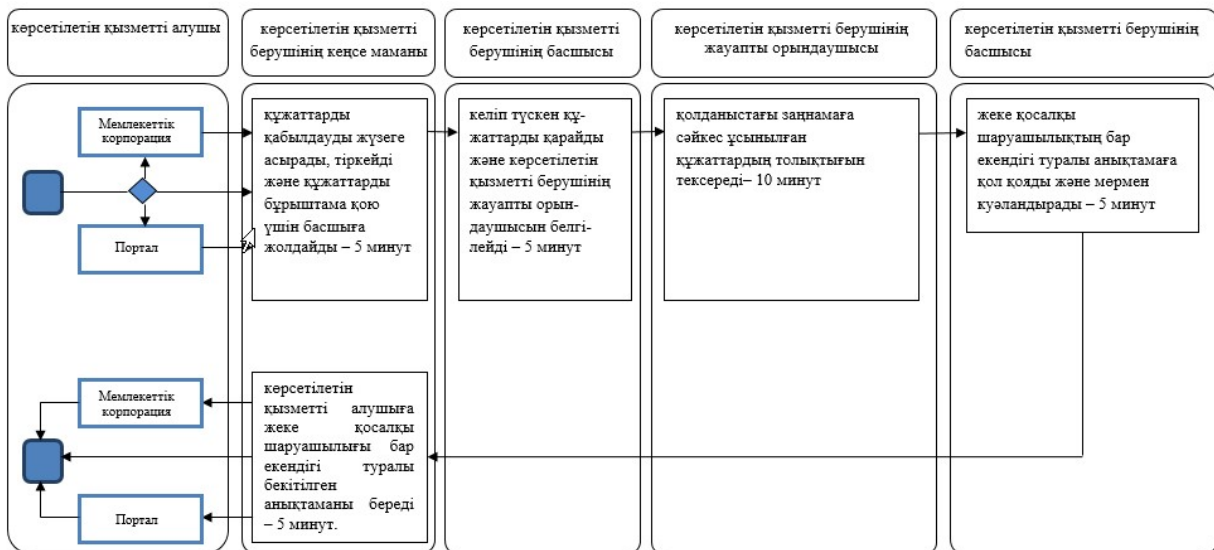 көрсетілетін қызметті алушы
көрсетілетін қызметті
берушінің кеңсе маманы
көрсетілетін қызметті
берушінің басшысы
көрсетілетін қызметті берушінің
жауапты орындаушысы
көрсетілетін қызметті берушінің
басшысы
Мемлекеттік
корпорация
Портал
құжаттарды
қабылдауды жүзеге
асырады, тіркейді
және құжаттарды
бұрыштама қою
үшін басшыға
жолдайды – 5 минут
келіп түскен құ-
жаттарды қарайды
және көрсетілетін
қызметті берушінің
жауапты орын-
даушысын белгі-
лейді – 5 минут
қолданыстағы заңнамаға
сәйкес ұсынылған
құжаттардың толықтығын
тексереді– 10 минут
жеке қосалқы
шаруашылықтың бар
екендігі туралы анықтамаға
қол қояды және мөрмен
куәландырады – 5 минут
Мемлекеттік
корпорация
Портал
көрсетілетін
қызметті алушыға
жеке қосалқы
шаруашылығы бар
екендігі туралы
бекітілген
анықтаманы береді
– 5 минут.